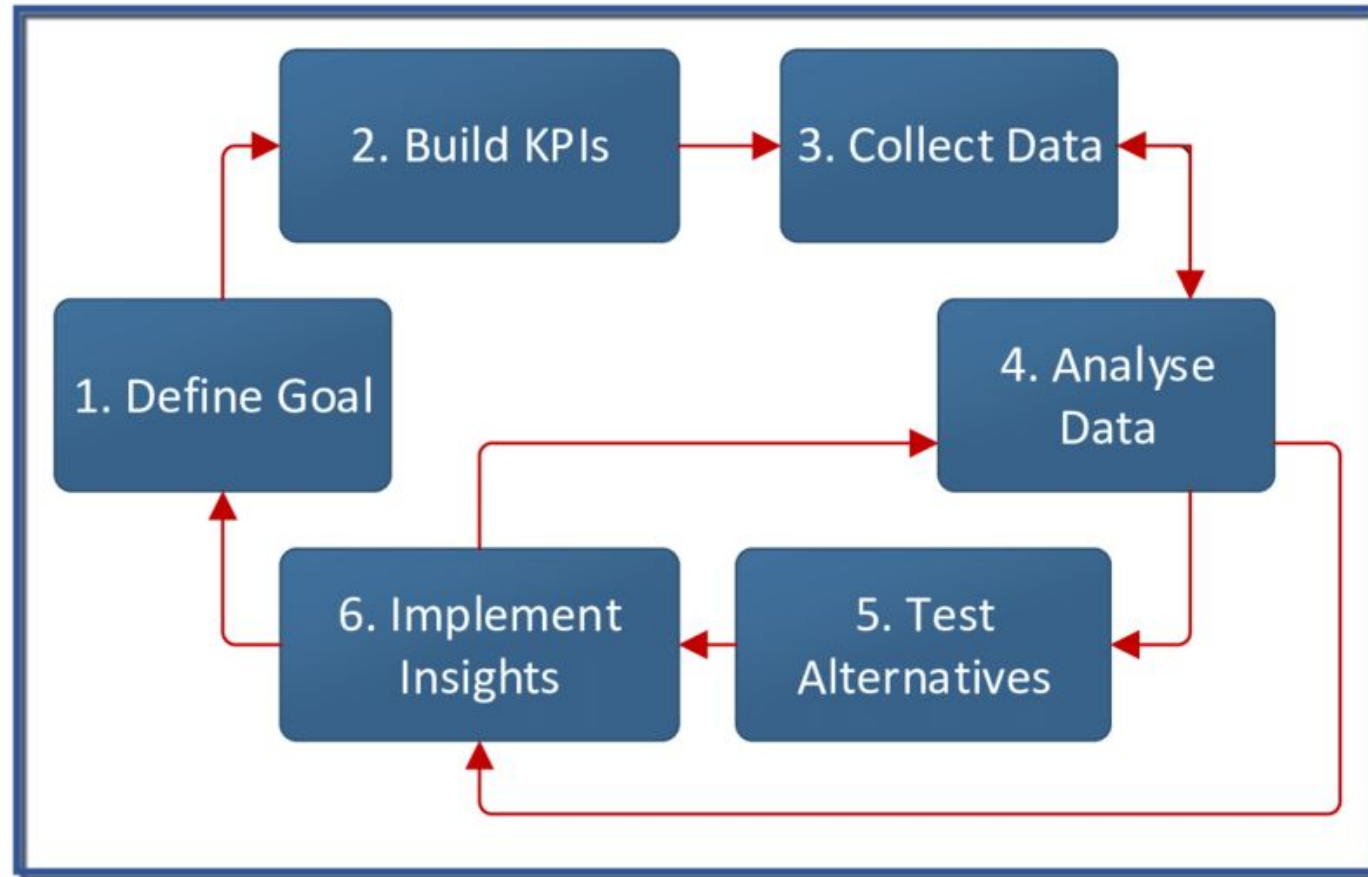 2. Build KPIs
3. Collect Data
1. Define Goal
4. Analyse
Data
6. Implement
Insights
5. Test
Alternatives